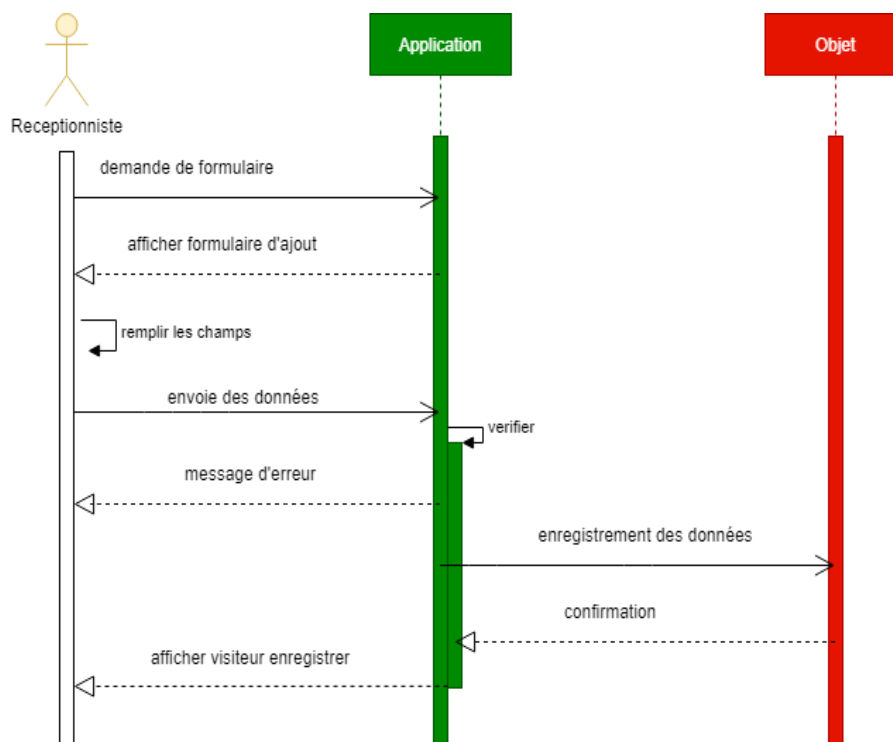 Application
Objet
Receptionniste
demande de formulaire
afficher formulaire d'ajout
remplir les champs
envoie des données
verifier
message d'erreur
enregistrement des données
confirmation
afficher visiteur enregistrer